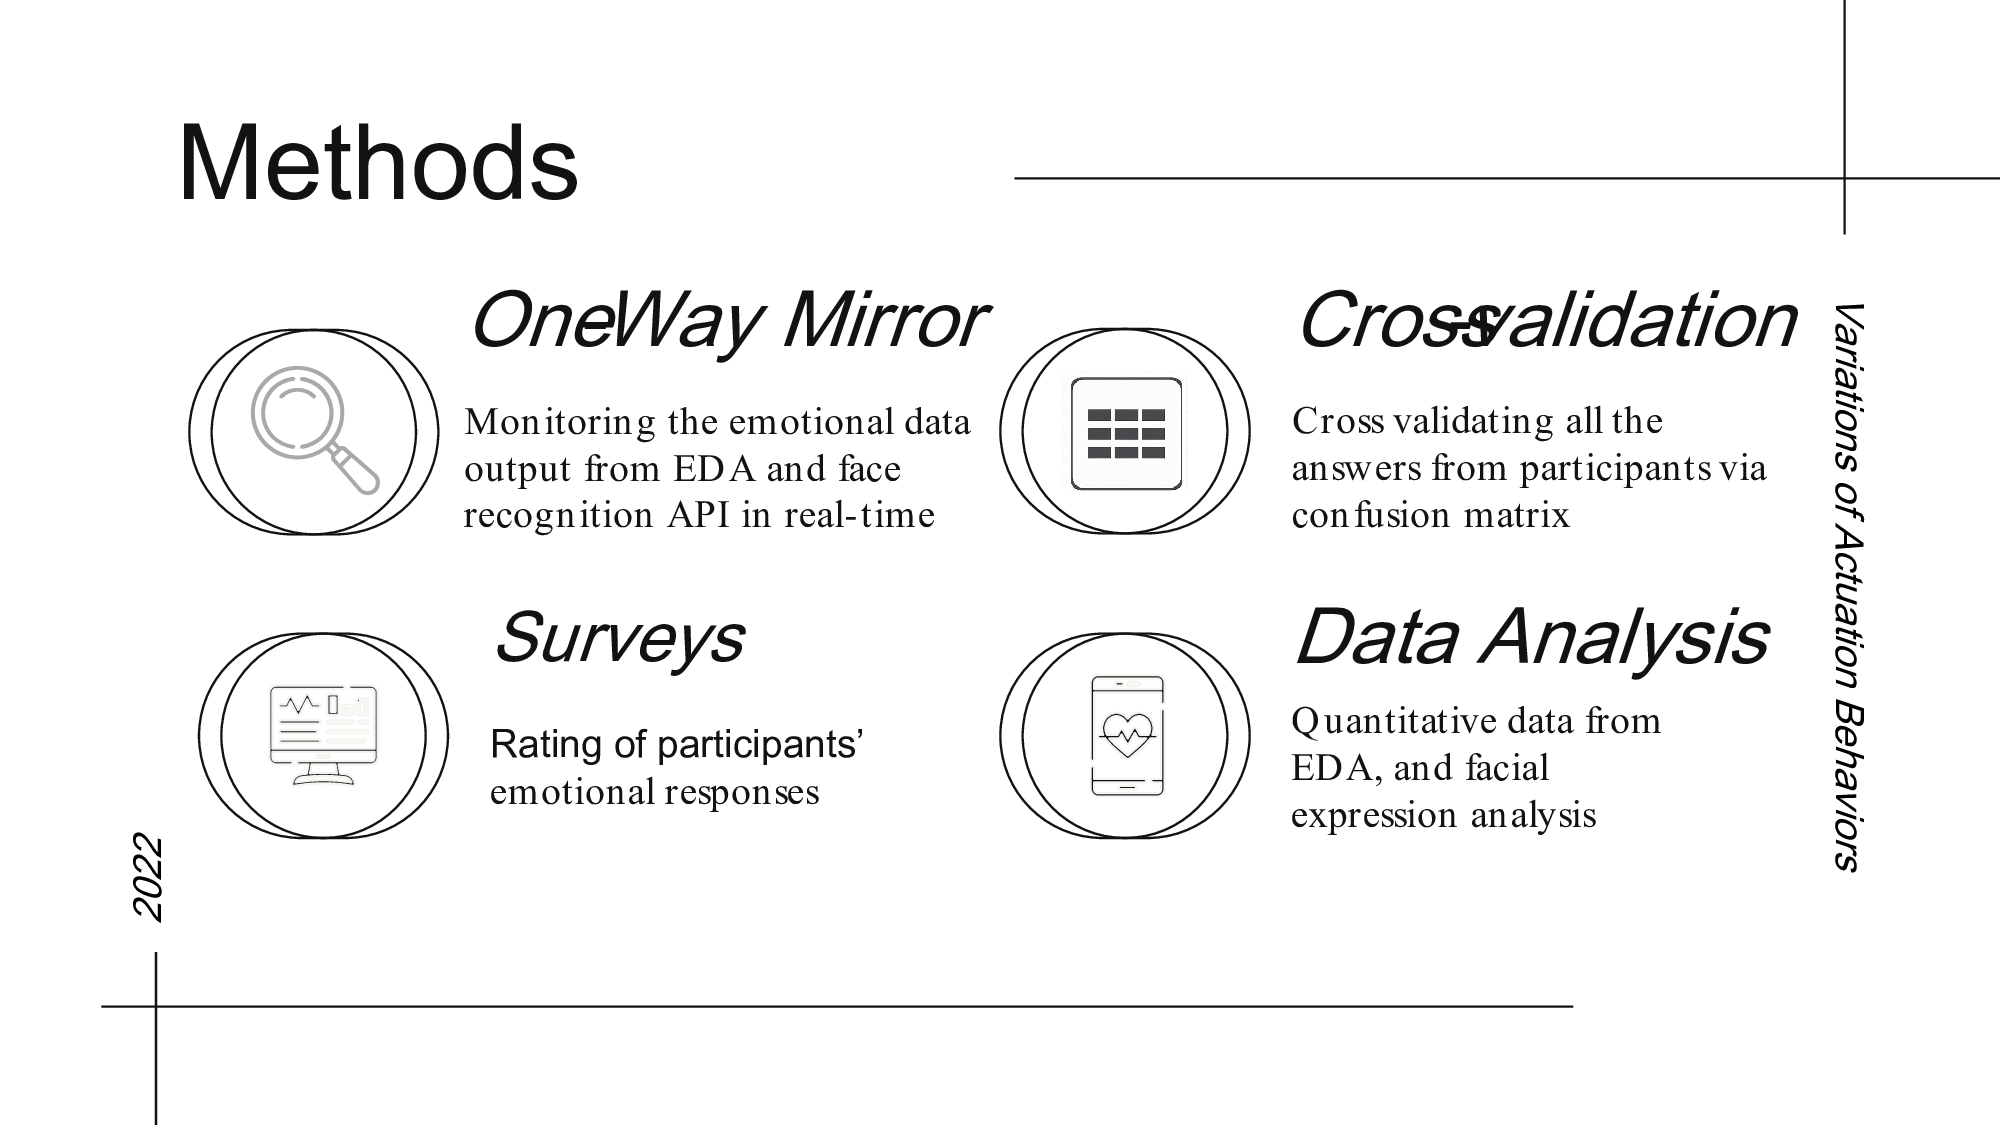 Methods
OneWay Mirror
Monitoring the emotional data
output from EDA and face
recognition API in real-time
Cross-validation
Cross validating all the
answers from participants via
confusion matrix
Surveys
Rating of participants’
emotional responses
Data Analysis
Quantitative data from
EDA, and facial
expression analysis
Variations of Actuation Behaviors
2022